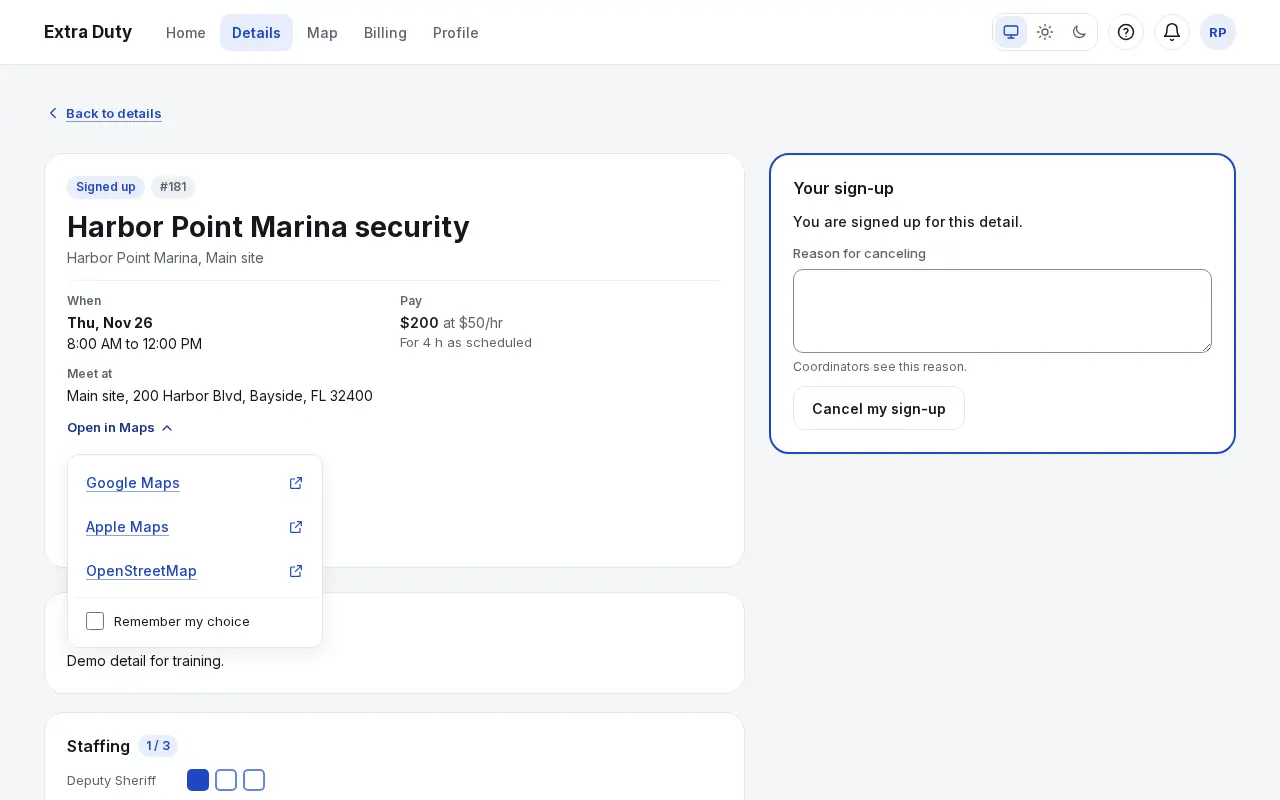 Extra Duty
Home
Details
Map
Billing
Profile
RP
Back to details
Signed up
#181
Harbor Point Marina security
Harbor Point Marina, Main site
When
Thu, Nov 26
8:00 AM to 12:00 PM
Pay
$200 at $50/hr
For 4 h as scheduled
Meet at
Main site, 200 Harbor Blvd, Bayside, FL 32400
Open in Maps
Google Maps
Apple Maps
OpenStreetMap
Remember my choice
Demo detail for training.
Staffing
1 / 3
Deputy Sheriff
Your sign-up
You are signed up for this detail.
Reason for canceling
Coordinators see this reason.
Cancel my sign-up